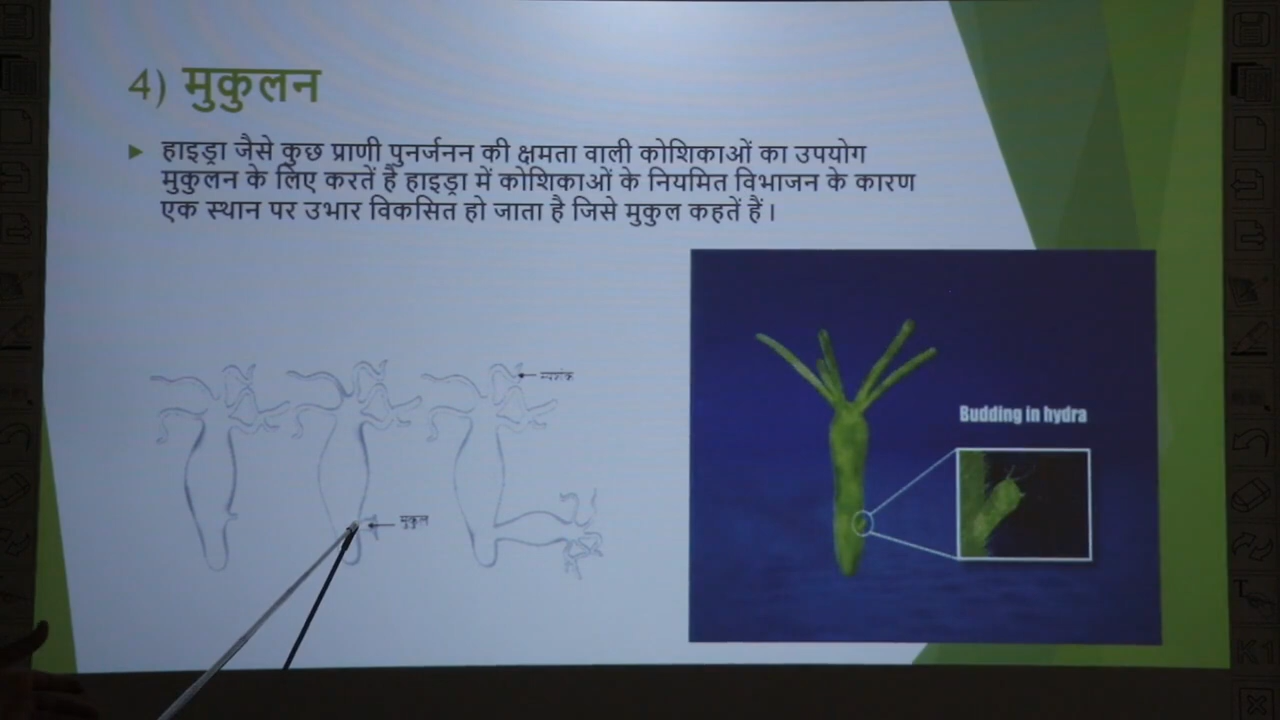 4) मुकुलन
हाइड्रा जैसे कुछ प्राणी पुनर्जनन की क्षमता वाली कोशिकाओं का उपयोग
मुकुलन के लिए करतें है हाइड्रा में कोशिकाओं के नियमित विभाजन के कारण
एक स्थान पर उभार विकसित हो जाता है जिसे मुकुल कहतें हैं ।
Budding in hydra
मुकुल